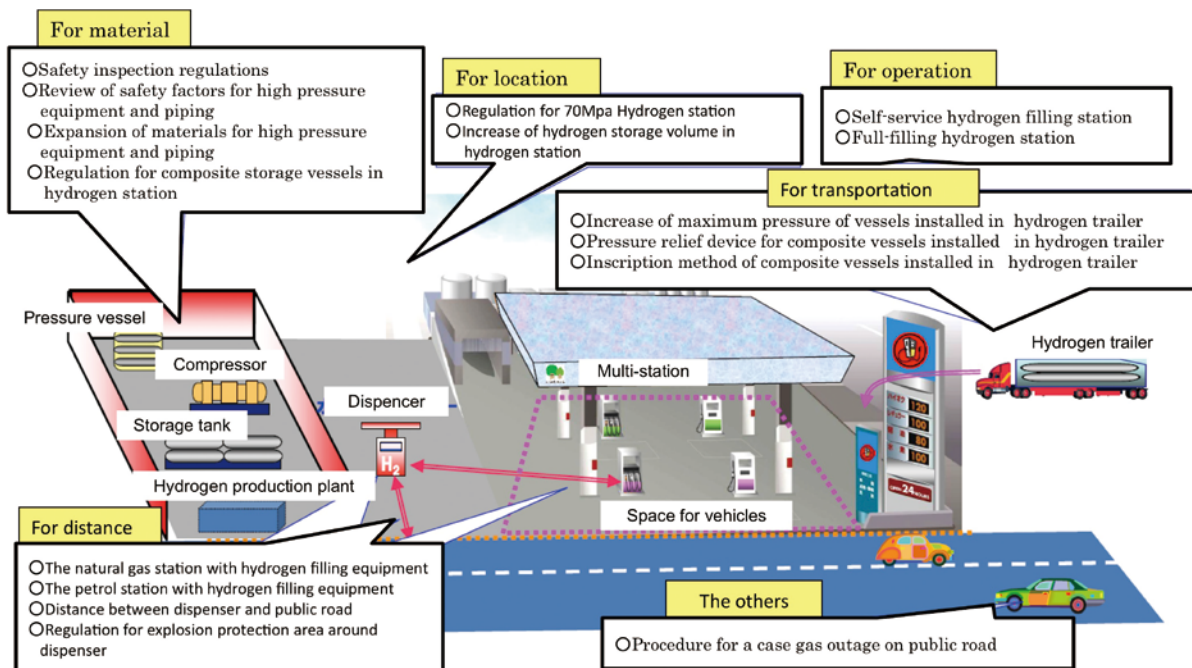 For material
○Safety inspection regulations
○Review of safety factors for high pressure
equipment and piping
○Expansion of materials for high pressure
equipment and piping
○Regulation for composite storage vessels in
hydrogen station
For location
○Regulation for 70Mpa Hydrogen station
○Increase of hydrogen storage volume in
hydrogen station
For operation
○Self-service hydrogen filling station
○Full-filling hydrogen station
For transportation
○Increase of maximum pressure of vessels installed in hydrogen trailer
○Pressure relief device for composite vessels installed in hydrogen trailer
○Inscription method of composite vessels installed in hydrogen trailer
Pressure vessel
Compressor
Storage tank
Hydrogen production plant
Dispencer
H2
Multi-station
Space for vehicles
Hydrogen trailer
120
100
80
100
OPEN 24 HOURS
For distance
○The natural gas station with hydrogen filling equipment
○The petrol station with hydrogen filling equipment
○Distance between dispenser and public road
○Regulation for explosion protection area around
dispenser
The others
○Procedure for a case gas outage on public road